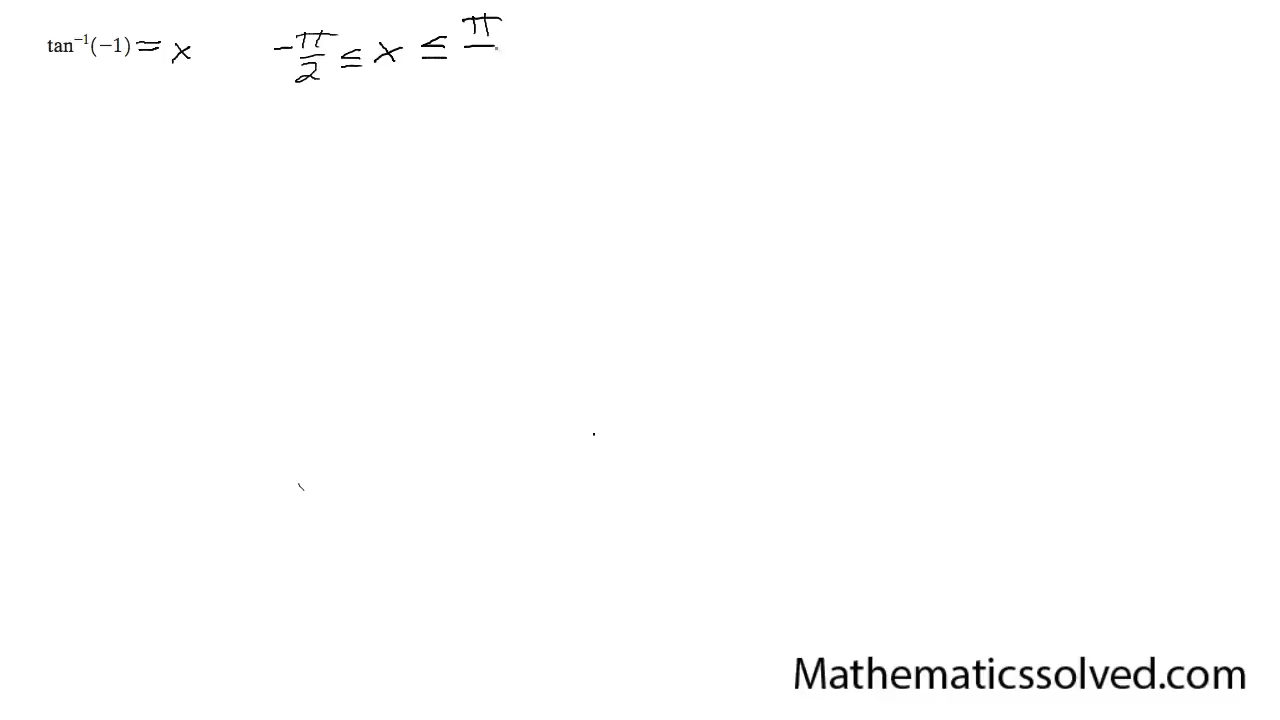 tan⁻¹(−1) = x    −π/2 ≤ x ≤ π/
Mathematicssolved.com